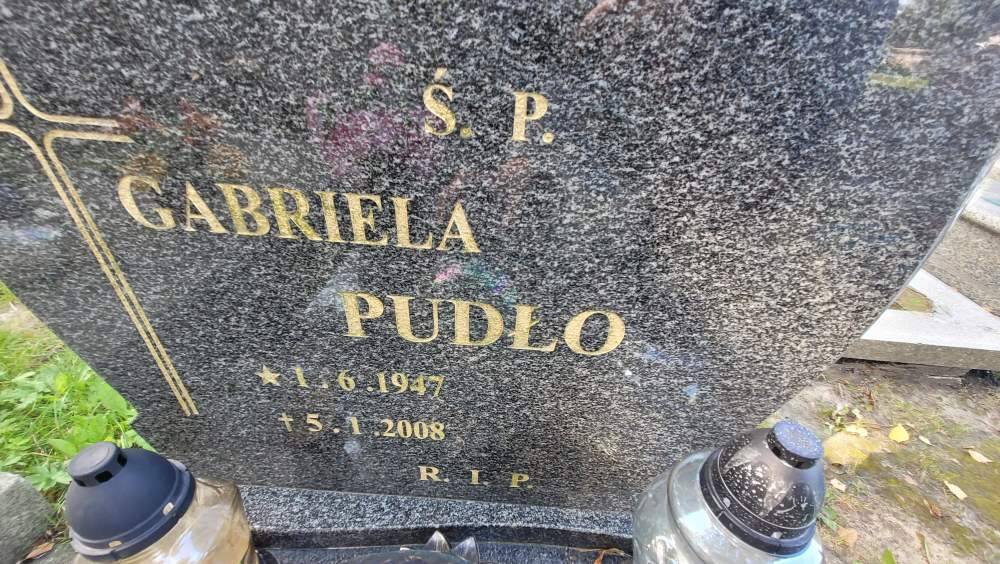 Ś. P.
GABRIELA
PUDŁO
★ 1.6.1947
† 5.1.2008
R. I P.